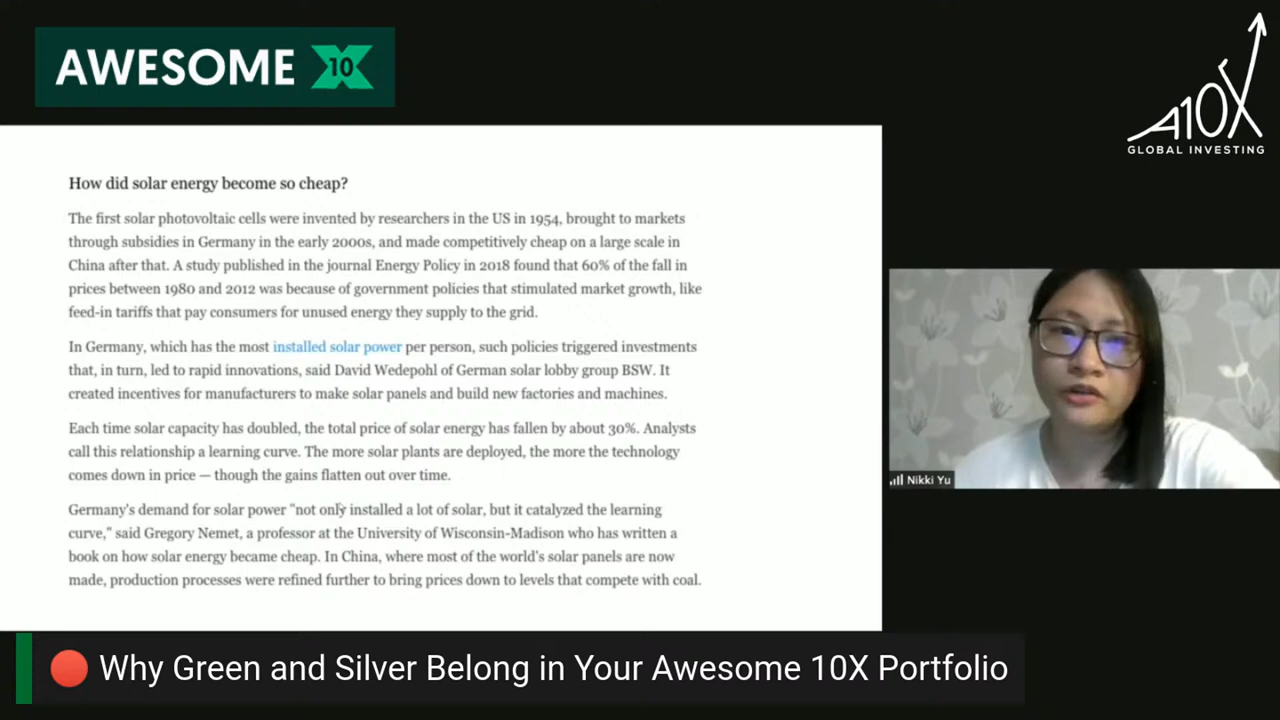 AWESOME 10X
A10X
GLOBAL INVESTING
How did solar energy become so cheap?
The first solar photovoltaic cells were invented by researchers in the US in 1954, brought to markets
through subsidies in Germany in the early 2000s, and made competitively cheap on a large scale in
China after that. A study published in the journal Energy Policy in 2018 found that 60% of the fall in
prices between 1980 and 2012 was because of government policies that stimulated market growth, like
feed-in tariffs that pay consumers for unused energy they supply to the grid.
In Germany, which has the most installed solar power per person, such policies triggered investments
that, in turn, led to rapid innovations, said David Wedepohl of German solar lobby group BSW. It
created incentives for manufacturers to make solar panels and build new factories and machines.
Each time solar capacity has doubled, the total price of solar energy has fallen by about 30%. Analysts
call this relationship a learning curve. The more solar plants are deployed, the more the technology
comes down in price — though the gains flatten out over time.
Germany's demand for solar power "not only installed a lot of solar, but it catalyzed the learning
curve," said Gregory Nemet, a professor at the University of Wisconsin-Madison who has written a
book on how solar energy became cheap. In China, where most of the world's solar panels are now
made, production processes were refined further to bring prices down to levels that compete with coal.
Nikki Yu
Why Green and Silver Belong in Your Awesome 10X Portfolio